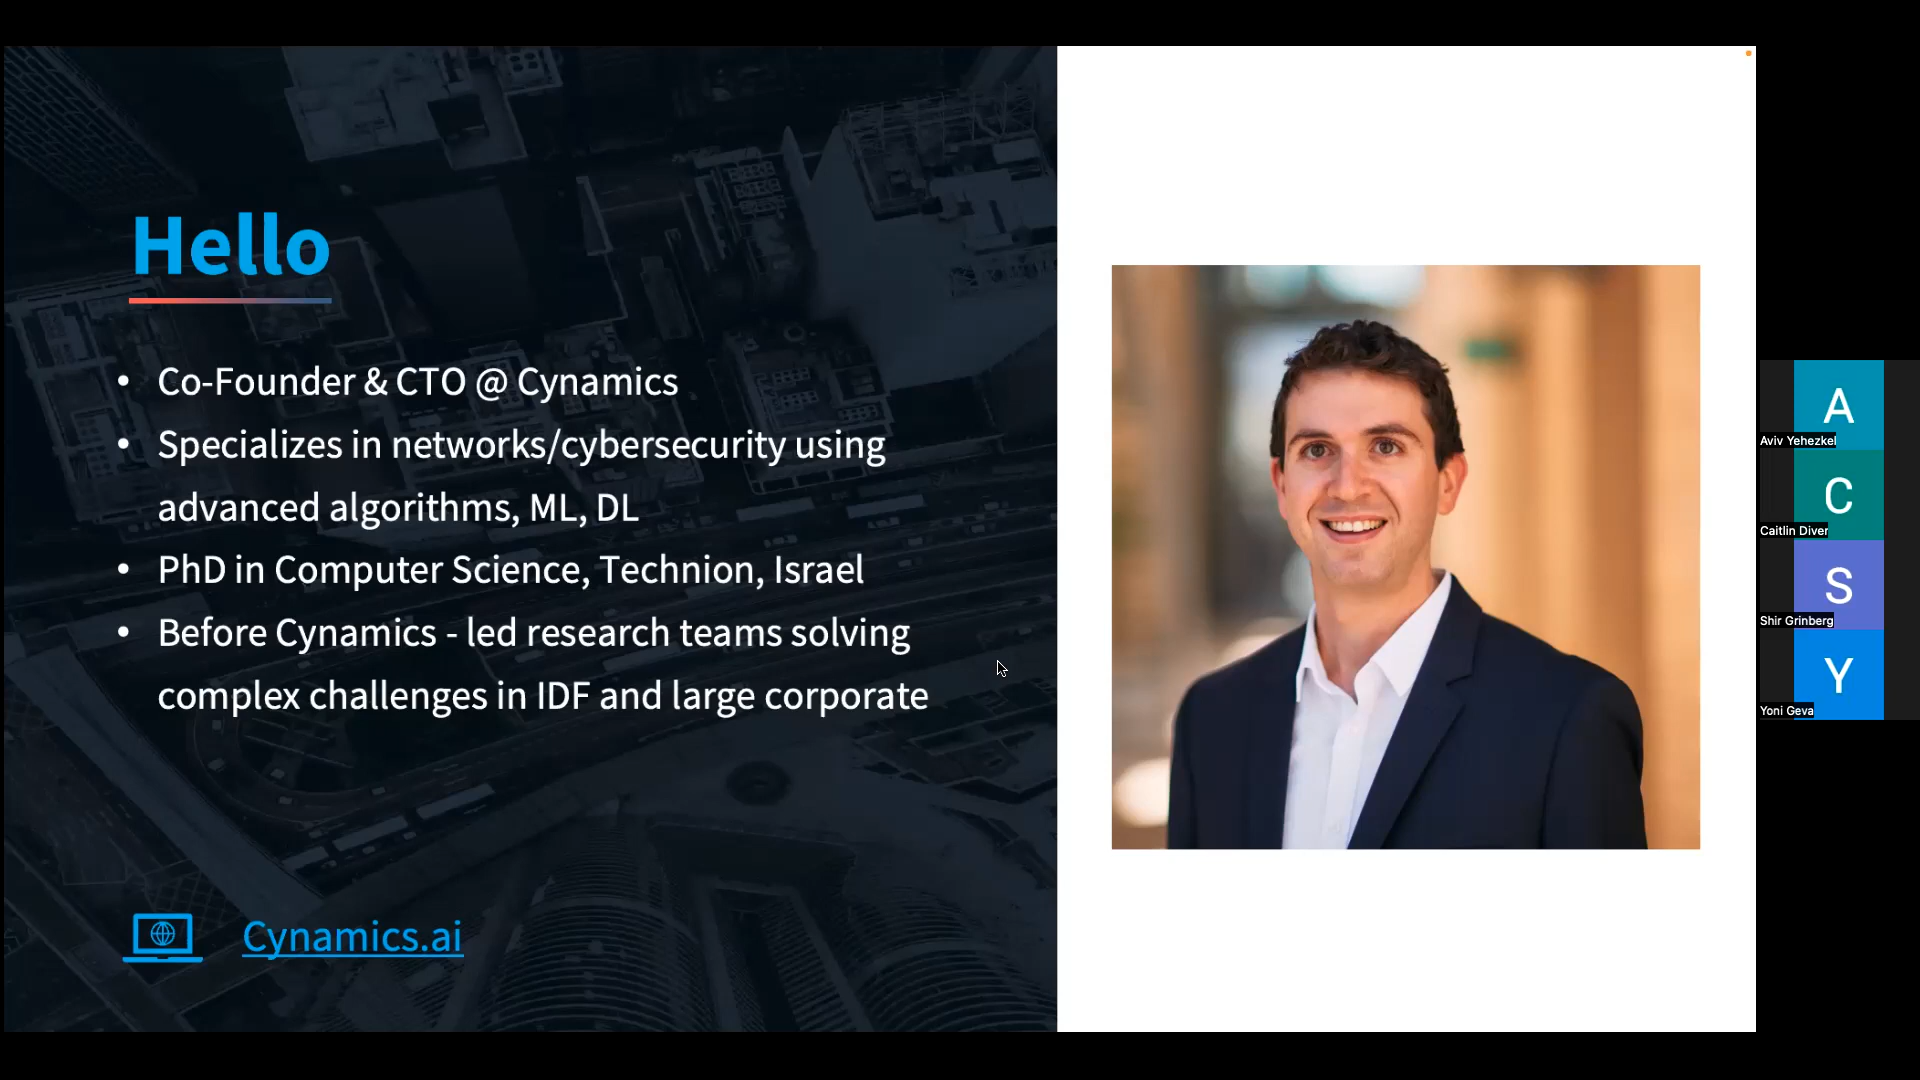 Hello
• Co-Founder & CTO @ Cynamics
• Specializes in networks/cybersecurity using
advanced algorithms, ML, DL
• PhD in Computer Science, Technion, Israel
• Before Cynamics - led research teams solving
complex challenges in IDF and large corporate
Cynamics.ai
A
Aviv Yehezkel
C
Caitlin Diver
S
Shir Grinberg
Y
Yoni Geva